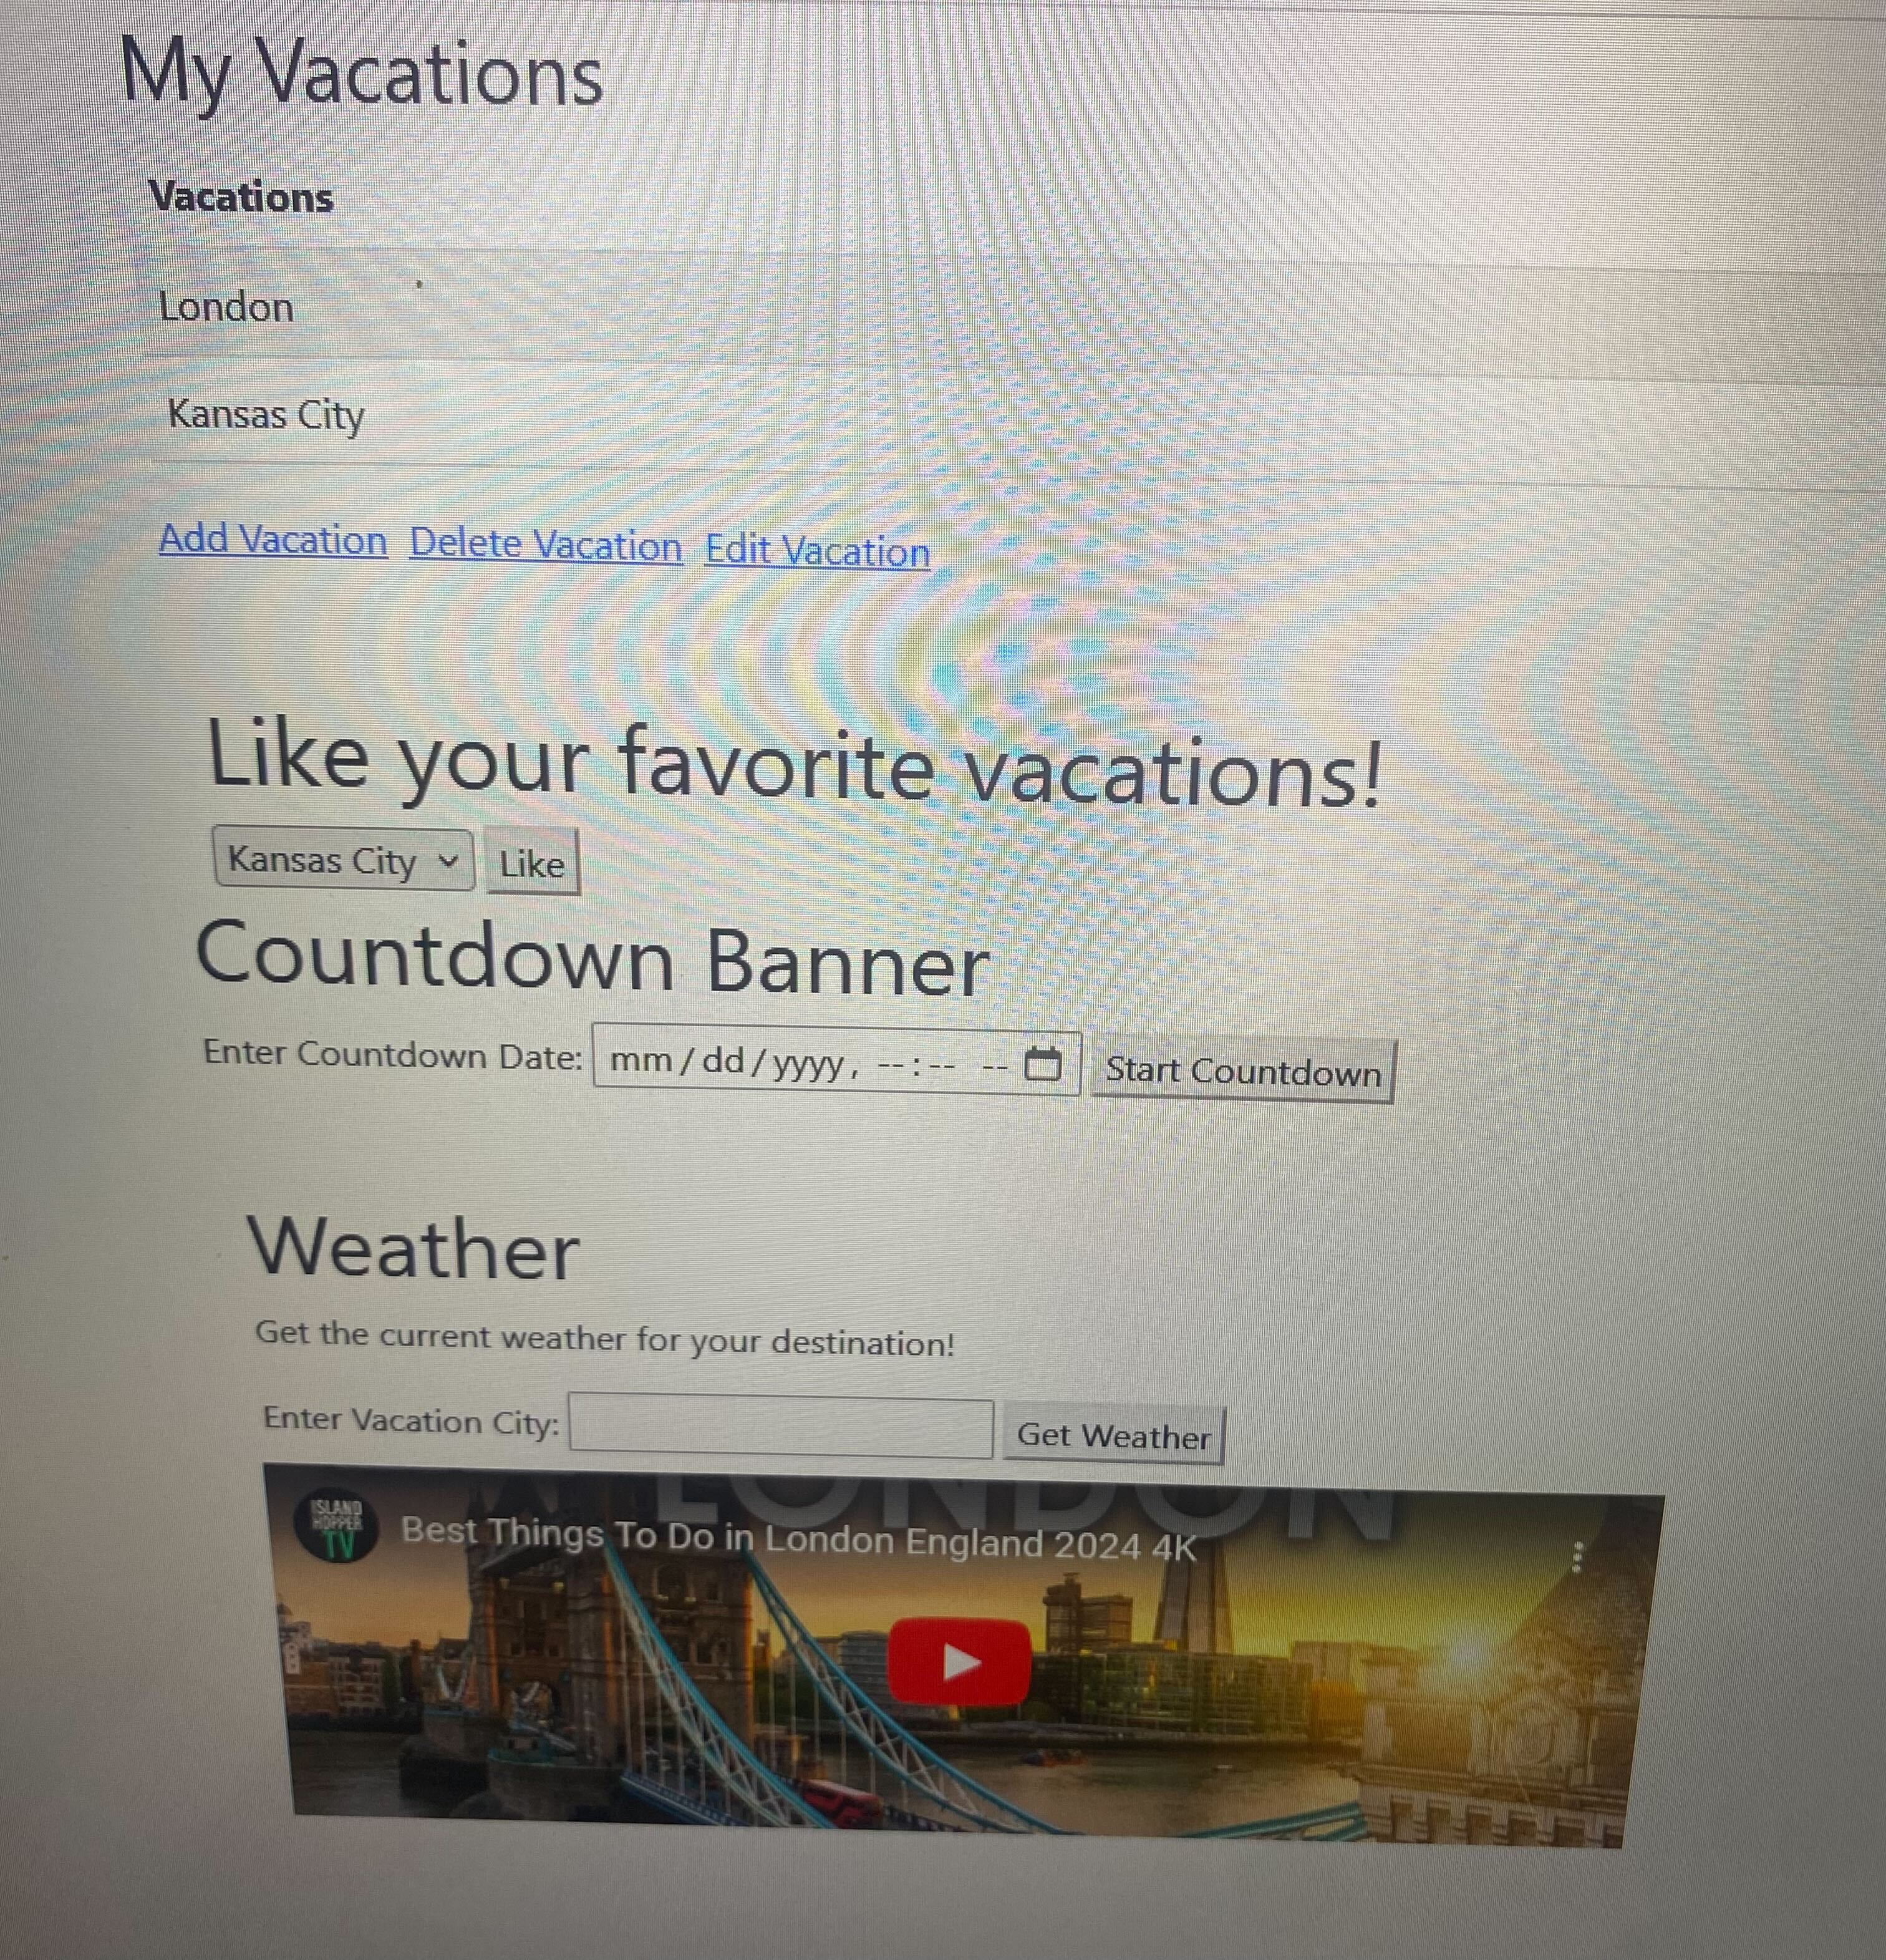 My Vacations
Vacations
London
Kansas City
Add Vacation Delete Vacation Edit Vacation
Like your favorite vacations!
Kansas City Like
Countdown Banner
Enter Countdown Date: mm/dd/yyyy, --:-- -- Start Countdown
Weather
Get the current weather for your destination!
Enter Vacation City: Get Weather
LONDON
ISLAND
HOPPER
TV
Best Things To Do in London England 2024 4K